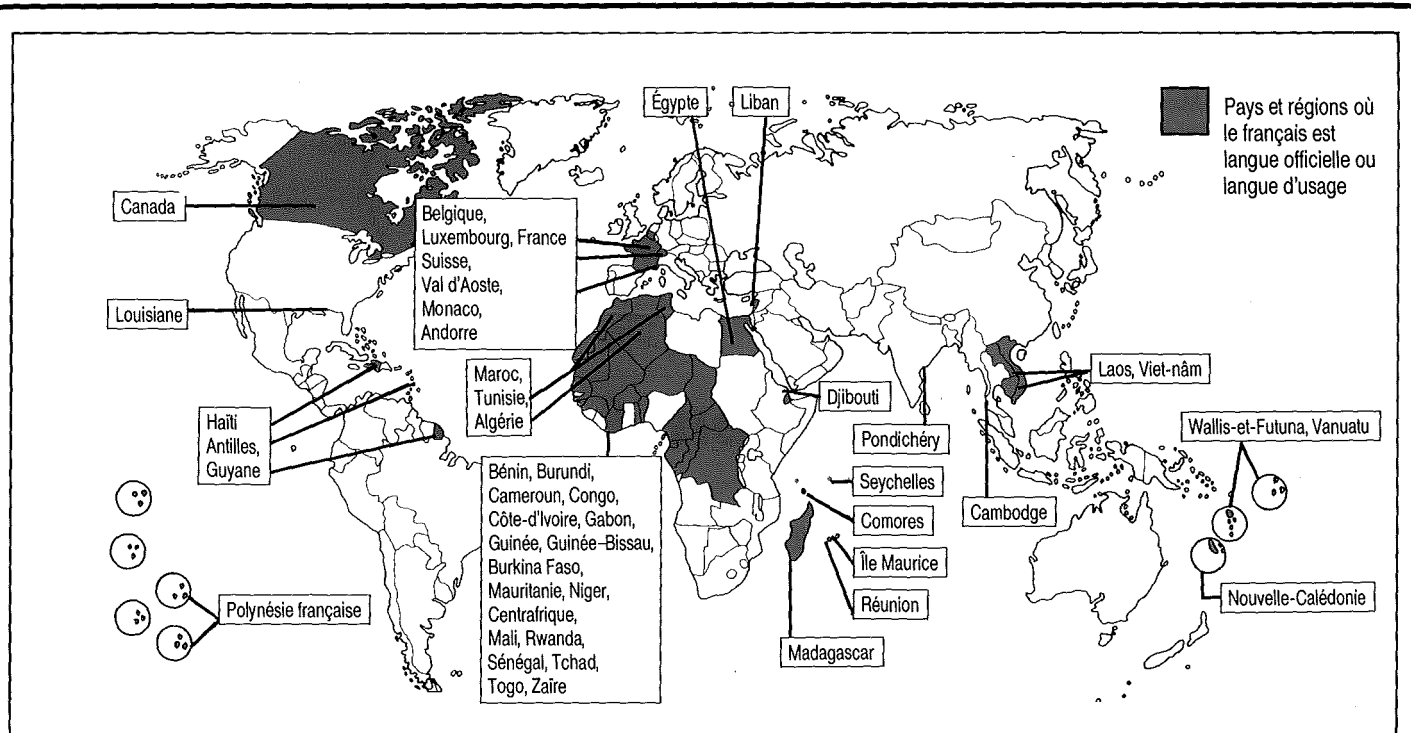 Égypte
Liban
Pays et régions où
le français est
langue officielle ou
langue d'usage
Canada
Belgique,
Luxembourg, France
Suisse,
Val d'Aoste,
Monaco,
Andorre
Louisiane
Maroc,
Tunisie,
Algérie
Haïti
Antilles,
Guyane
Djibouti
Laos, Viet-nâm
Pondichéry
Wallis-et-Futuna, Vanuatu
Bénin, Burundi,
Cameroun, Congo,
Côte-d'Ivoire, Gabon,
Guinée, Guinée–Bissau,
Burkina Faso,
Mauritanie, Niger,
Centrafrique,
Mali, Rwanda,
Sénégal, Tchad,
Togo, Zaïre
Seychelles
Comores
Cambodge
Île Maurice
Réunion
Nouvelle-Calédonie
Polynésie française
Madagascar